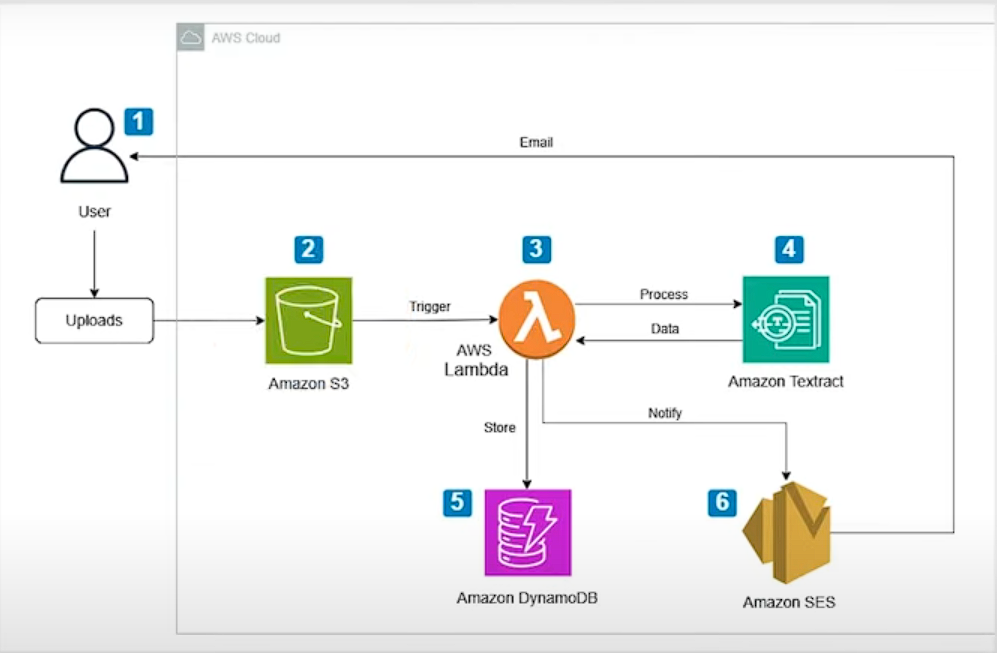 AWS Cloud
1
Email
User
2
3
4
Uploads
Trigger
Process
Data
AWS
Lambda
Amazon S3
Amazon Textract
Store
Notify
5
6
Amazon DynamoDB
Amazon SES